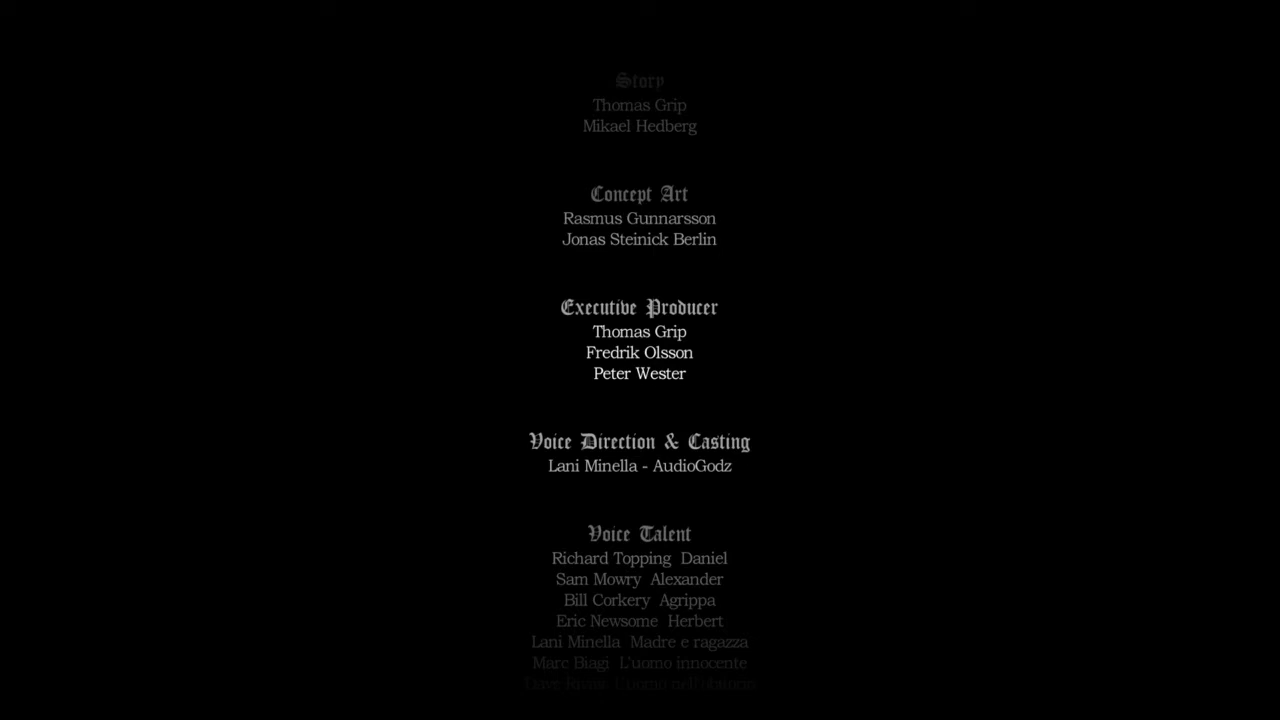 Story
Thomas Grip
Mikael Hedberg
Concept Art
Rasmus Gunnarsson
Jonas Steinick Berlin
Executive Producer
Thomas Grip
Fredrik Olsson
Peter Wester
Voice Direction & Casting
Lani Minella - AudioGodz
Voice Talent
Richard Topping Daniel
Sam Mowry Alexander
Bill Corkery Agrippa
Eric Newsome Herbert
Lani Minella Madre e ragazza
Marc Biagi L'uomo innocente
L'uomo